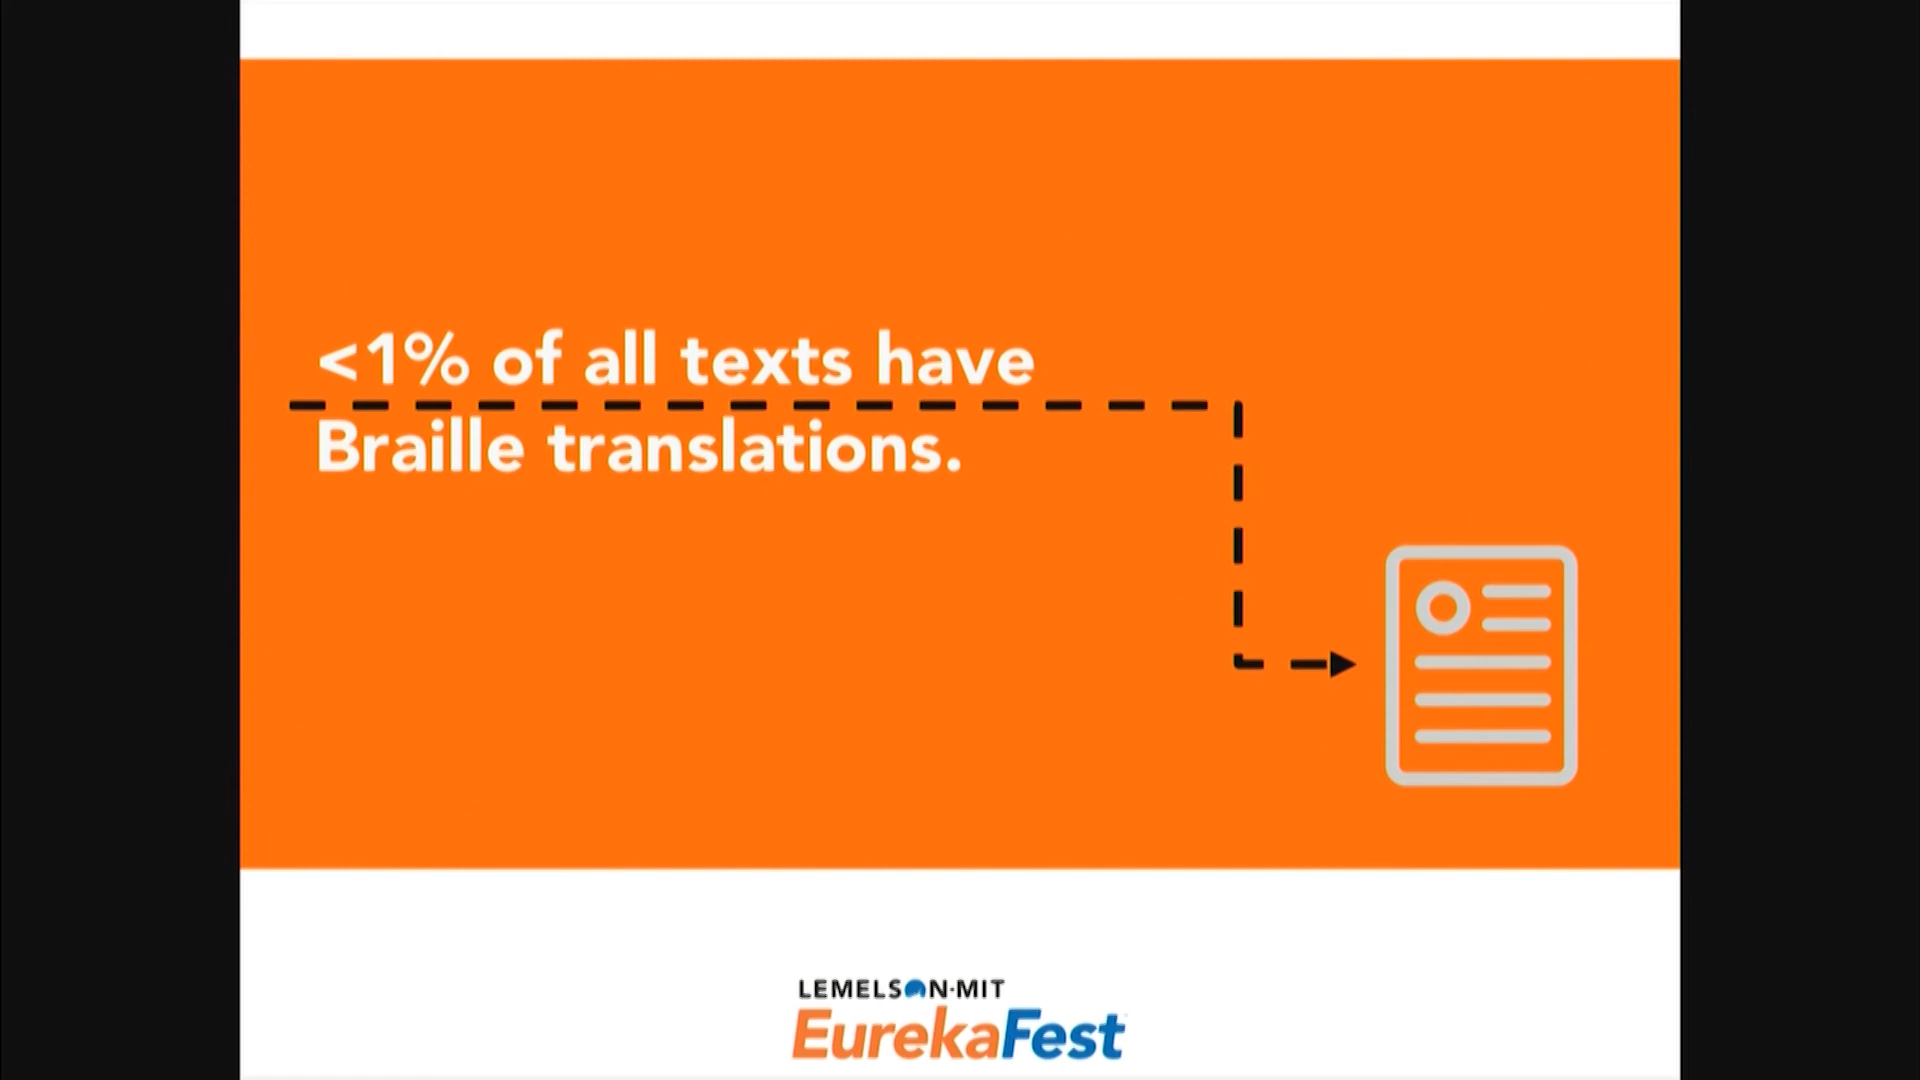 <1% of all texts have
Braille translations.
LEMELSON·MIT
EurekaFest